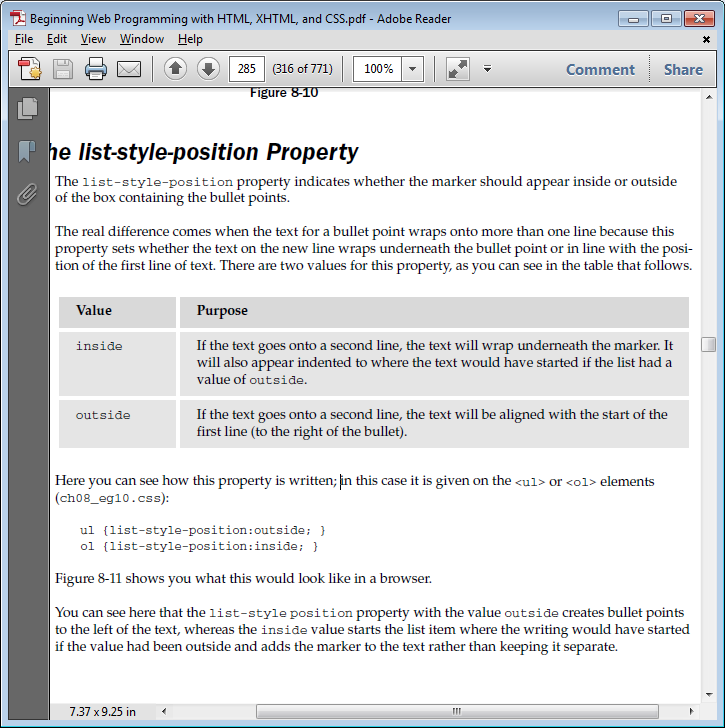 Beginning Web Programming with HTML, XHTML, and CSS.pdf - Adobe Reader
File Edit View Window Help
285 (316 of 771) 100% Comment Share
Figure 8-10
he list-style-position Property
The list-style-position property indicates whether the marker should appear inside or outside
of the box containing the bullet points.
The real difference comes when the text for a bullet point wraps onto more than one line because this
property sets whether the text on the new line wraps underneath the bullet point or in line with the posi-
tion of the first line of text. There are two values for this property, as you can see in the table that follows.
Value Purpose
inside If the text goes onto a second line, the text will wrap underneath the marker. It
will also appear indented to where the text would have started if the list had a
value of outside.
outside If the text goes onto a second line, the text will be aligned with the start of the
first line (to the right of the bullet).
Here you can see how this property is written; in this case it is given on the <ul> or <ol> elements
(ch08_eg10.css):
ul {list-style-position:outside; }
ol {list-style-position:inside; }
Figure 8-11 shows you what this would look like in a browser.
You can see here that the list-style position property with the value outside creates bullet points
to the left of the text, whereas the inside value starts the list item where the writing would have started
if the value had been outside and adds the marker to the text rather than keeping it separate.
7.37 x 9.25 in